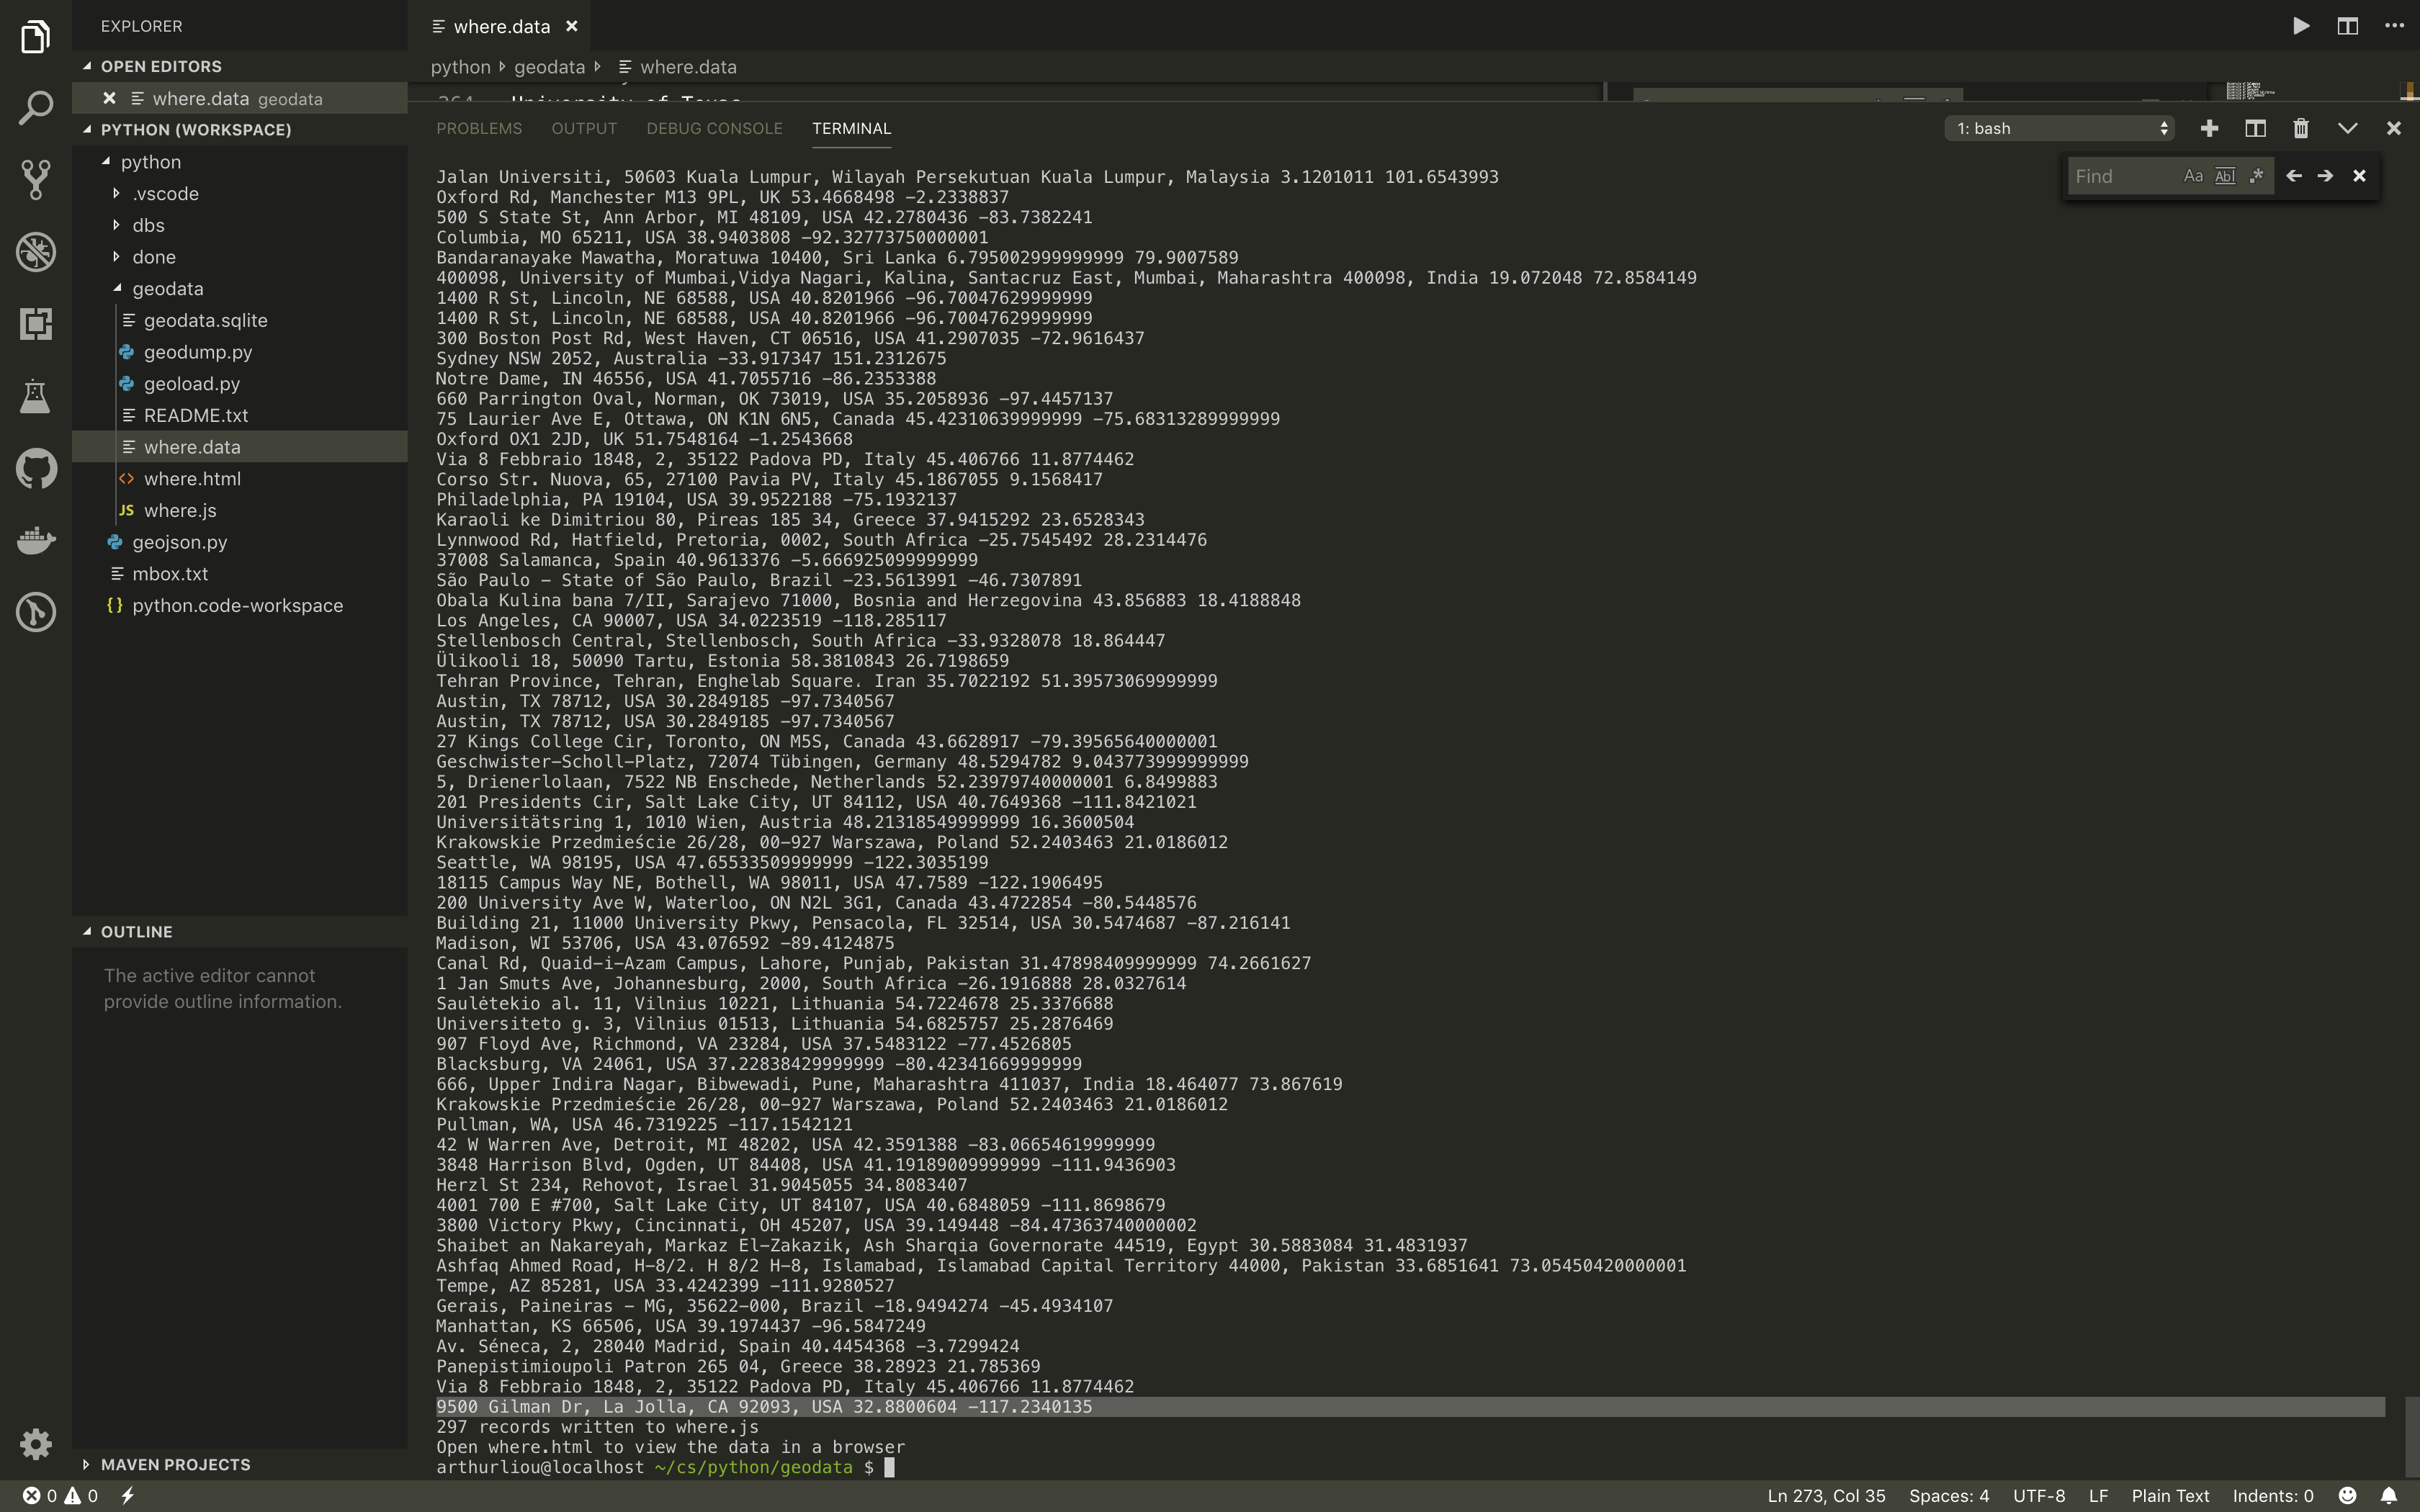 EXPLORER
OPEN EDITORS
where.data geodata
PYTHON (WORKSPACE)
python
.vscode
dbs
done
geodata
geodata.sqlite
geodump.py
geoload.py
README.txt
where.data
where.html
JS where.js
geojson.py
mbox.txt
{} python.code-workspace
OUTLINE
The active editor cannot
provide outline information.
MAVEN PROJECTS
where.data
python geodata where.data
264 University of Texas
PROBLEMS OUTPUT DEBUG CONSOLE TERMINAL
1: bash
Find Aa Abl .*
Jalan Universiti, 50603 Kuala Lumpur, Wilayah Persekutuan Kuala Lumpur, Malaysia 3.1201011 101.6543993
Oxford Rd, Manchester M13 9PL, UK 53.4668498 -2.2338837
500 S State St, Ann Arbor, MI 48109, USA 42.2780436 -83.7382241
Columbia, MO 65211, USA 38.9403808 -92.32773750000001
Bandaranayake Mawatha, Moratuwa 10400, Sri Lanka 6.795002999999999 79.9007589
400098, University of Mumbai,Vidya Nagari, Kalina, Santacruz East, Mumbai, Maharashtra 400098, India 19.072048 72.8584149
1400 R St, Lincoln, NE 68588, USA 40.8201966 -96.70047629999999
1400 R St, Lincoln, NE 68588, USA 40.8201966 -96.70047629999999
300 Boston Post Rd, West Haven, CT 06516, USA 41.2907035 -72.9616437
Sydney NSW 2052, Australia -33.917347 151.2312675
Notre Dame, IN 46556, USA 41.7055716 -86.2353388
660 Parrington Oval, Norman, OK 73019, USA 35.2058936 -97.4457137
75 Laurier Ave E, Ottawa, ON K1N 6N5, Canada 45.42310639999999 -75.68313289999999
Oxford OX1 2JD, UK 51.7548164 -1.2543668
Via 8 Febbraio 1848, 2, 35122 Padova PD, Italy 45.406766 11.8774462
Corso Str. Nuova, 65, 27100 Pavia PV, Italy 45.1867055 9.1568417
Philadelphia, PA 19104, USA 39.9522188 -75.1932137
Karaoli ke Dimitriou 80, Pireas 185 34, Greece 37.9415292 23.6528343
Lynnwood Rd, Hatfield, Pretoria, 0002, South Africa -25.7545492 28.2314476
37008 Salamanca, Spain 40.9613376 -5.666925099999999
São Paulo - State of São Paulo, Brazil -23.5613991 -46.7307891
Obala Kulina bana 7/II, Sarajevo 71000, Bosnia and Herzegovina 43.856883 18.4188848
Los Angeles, CA 90007, USA 34.0223519 -118.285117
Stellenbosch Central, Stellenbosch, South Africa -33.9328078 18.864447
Ülikooli 18, 50090 Tartu, Estonia 58.3810843 26.7198659
Tehran Province, Tehran, Enghelab Square، Iran 35.7022192 51.39573069999999
Austin, TX 78712, USA 30.2849185 -97.7340567
Austin, TX 78712, USA 30.2849185 -97.7340567
27 Kings College Cir, Toronto, ON M5S, Canada 43.6628917 -79.39565640000001
Geschwister-Scholl-Platz, 72074 Tübingen, Germany 48.5294782 9.043773999999999
5, Drienerlolaan, 7522 NB Enschede, Netherlands 52.23979740000001 6.8499883
201 Presidents Cir, Salt Lake City, UT 84112, USA 40.7649368 -111.8421021
Universitätsring 1, 1010 Wien, Austria 48.21318549999999 16.3600504
Krakowskie Przedmieście 26/28, 00-927 Warszawa, Poland 52.2403463 21.0186012
Seattle, WA 98195, USA 47.65533509999999 -122.3035199
18115 Campus Way NE, Bothell, WA 98011, USA 47.7589 -122.1906495
200 University Ave W, Waterloo, ON N2L 3G1, Canada 43.4722854 -80.5448576
Building 21, 11000 University Pkwy, Pensacola, FL 32514, USA 30.5474687 -87.216141
Madison, WI 53706, USA 43.076592 -89.4124875
Canal Rd, Quaid-i-Azam Campus, Lahore, Punjab, Pakistan 31.47898409999999 74.2661627
1 Jan Smuts Ave, Johannesburg, 2000, South Africa -26.1916888 28.0327614
Saulėtekio al. 11, Vilnius 10221, Lithuania 54.7224678 25.3376688
Universiteto g. 3, Vilnius 01513, Lithuania 54.6825757 25.2876469
907 Floyd Ave, Richmond, VA 23284, USA 37.5483122 -77.4526805
Blacksburg, VA 24061, USA 37.22838429999999 -80.42341669999999
666, Upper Indira Nagar, Bibwewadi, Pune, Maharashtra 411037, India 18.464077 73.867619
Krakowskie Przedmieście 26/28, 00-927 Warszawa, Poland 52.2403463 21.0186012
Pullman, WA, USA 46.7319225 -117.1542121
42 W Warren Ave, Detroit, MI 48202, USA 42.3591388 -83.06654619999999
3848 Harrison Blvd, Ogden, UT 84408, USA 41.19189009999999 -111.9436903
Herzl St 234, Rehovot, Israel 31.9045055 34.8083407
4001 700 E #700, Salt Lake City, UT 84107, USA 40.6848059 -111.8698679
3800 Victory Pkwy, Cincinnati, OH 45207, USA 39.149448 -84.47363740000002
Shaibet an Nakareyah, Markaz El-Zakazik, Ash Sharqia Governorate 44519, Egypt 30.5883084 31.4831937
Ashfaq Ahmed Road, H-8/2، H 8/2 H-8, Islamabad, Islamabad Capital Territory 44000, Pakistan 33.6851641 73.05450420000001
Tempe, AZ 85281, USA 33.4242399 -111.9280527
Gerais, Paineiras - MG, 35622-000, Brazil -18.9494274 -45.4934107
Manhattan, KS 66506, USA 39.1974437 -96.5847249
Av. Séneca, 2, 28040 Madrid, Spain 40.4454368 -3.7299424
Panepistimioupoli Patron 265 04, Greece 38.28923 21.785369
Via 8 Febbraio 1848, 2, 35122 Padova PD, Italy 45.406766 11.8774462
9500 Gilman Dr, La Jolla, CA 92093, USA 32.8800604 -117.2340135
297 records written to where.js
Open where.html to view the data in a browser
arthurliou@localhost ~/cs/python/geodata $
0 0 Ln 273, Col 35 Spaces: 4 UTF-8 LF Plain Text Indents: 0